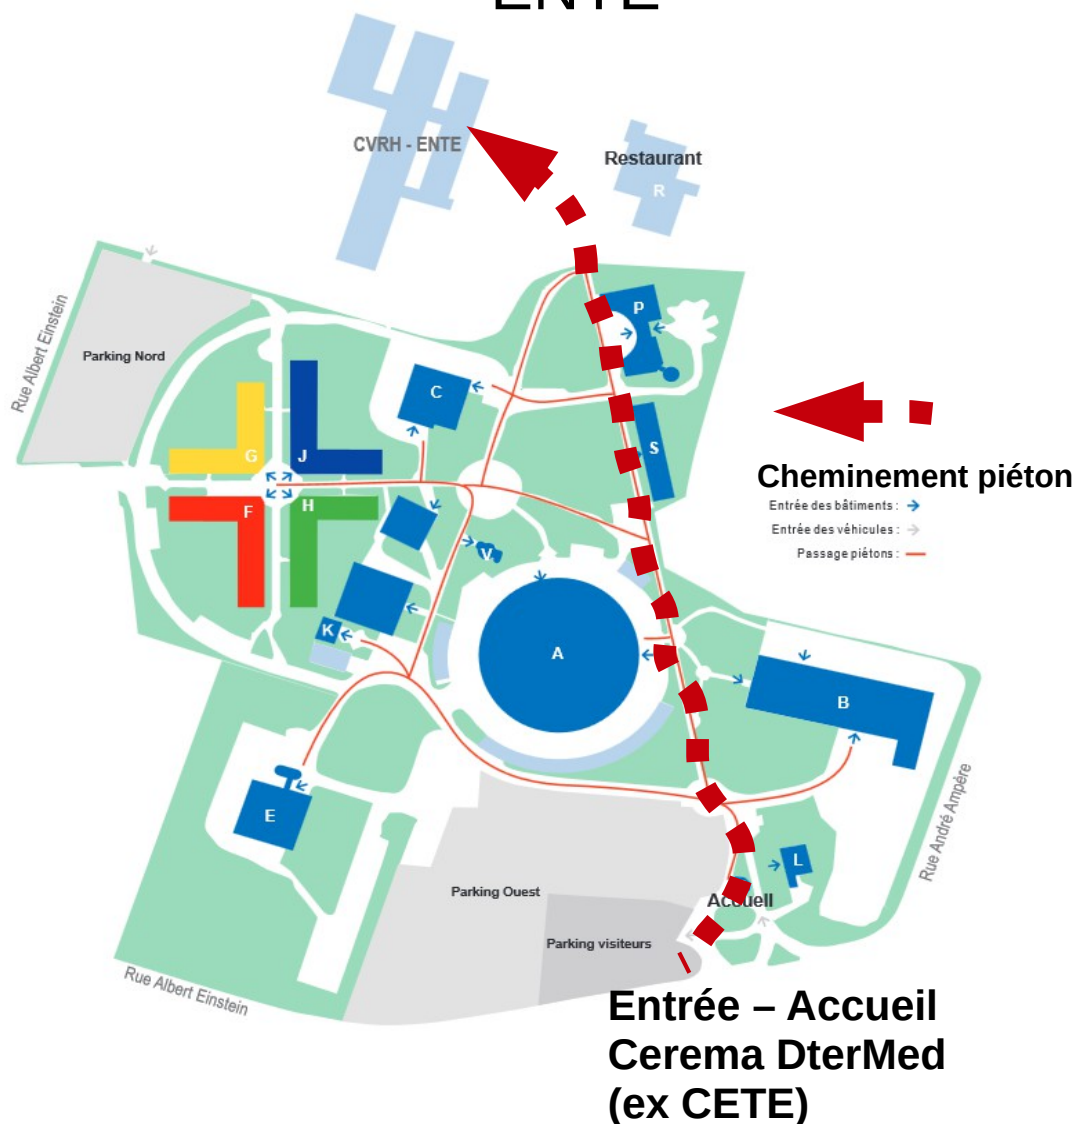 ENTE
CVRH - ENTE
Restaurant
R
Rue Albert Einstein
Parking Nord
P
C
S
G
J
F
H
V
K
A
B
E
L
Cheminement piéton
Entrée des bâtiments :
Entrée des véhicules :
Passage piétons :
Rue André Ampère
Parking Ouest
Accueil
Parking visiteurs
Rue Albert Einstein
Entrée – Accueil
Cerema DterMed
(ex CETE)